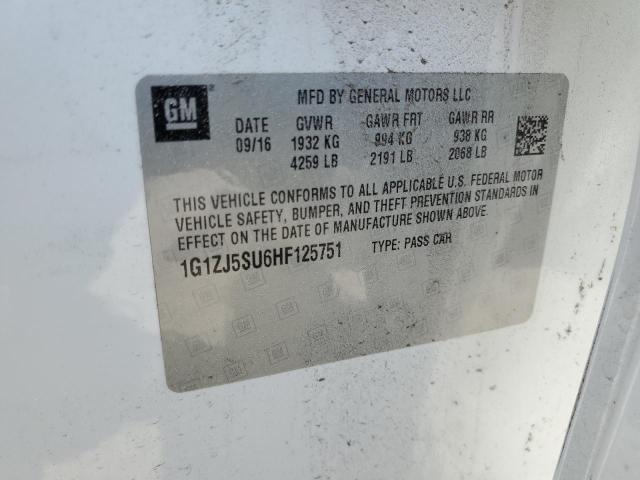 GM
MFD BY GENERAL MOTORS LLC
DATE GVWR GAWR FRT GAWR RR
09/16 1932 KG 994 KG 938 KG
4259 LB 2191 LB 2068 LB
THIS VEHICLE CONFORMS TO ALL APPLICABLE U.S. FEDERAL MOTOR
VEHICLE SAFETY, BUMPER, AND THEFT PREVENTION STANDARDS IN
EFFECT ON THE DATE OF MANUFACTURE SHOWN ABOVE.
1G1ZJ5SU6HF125751 TYPE: PASS CAR